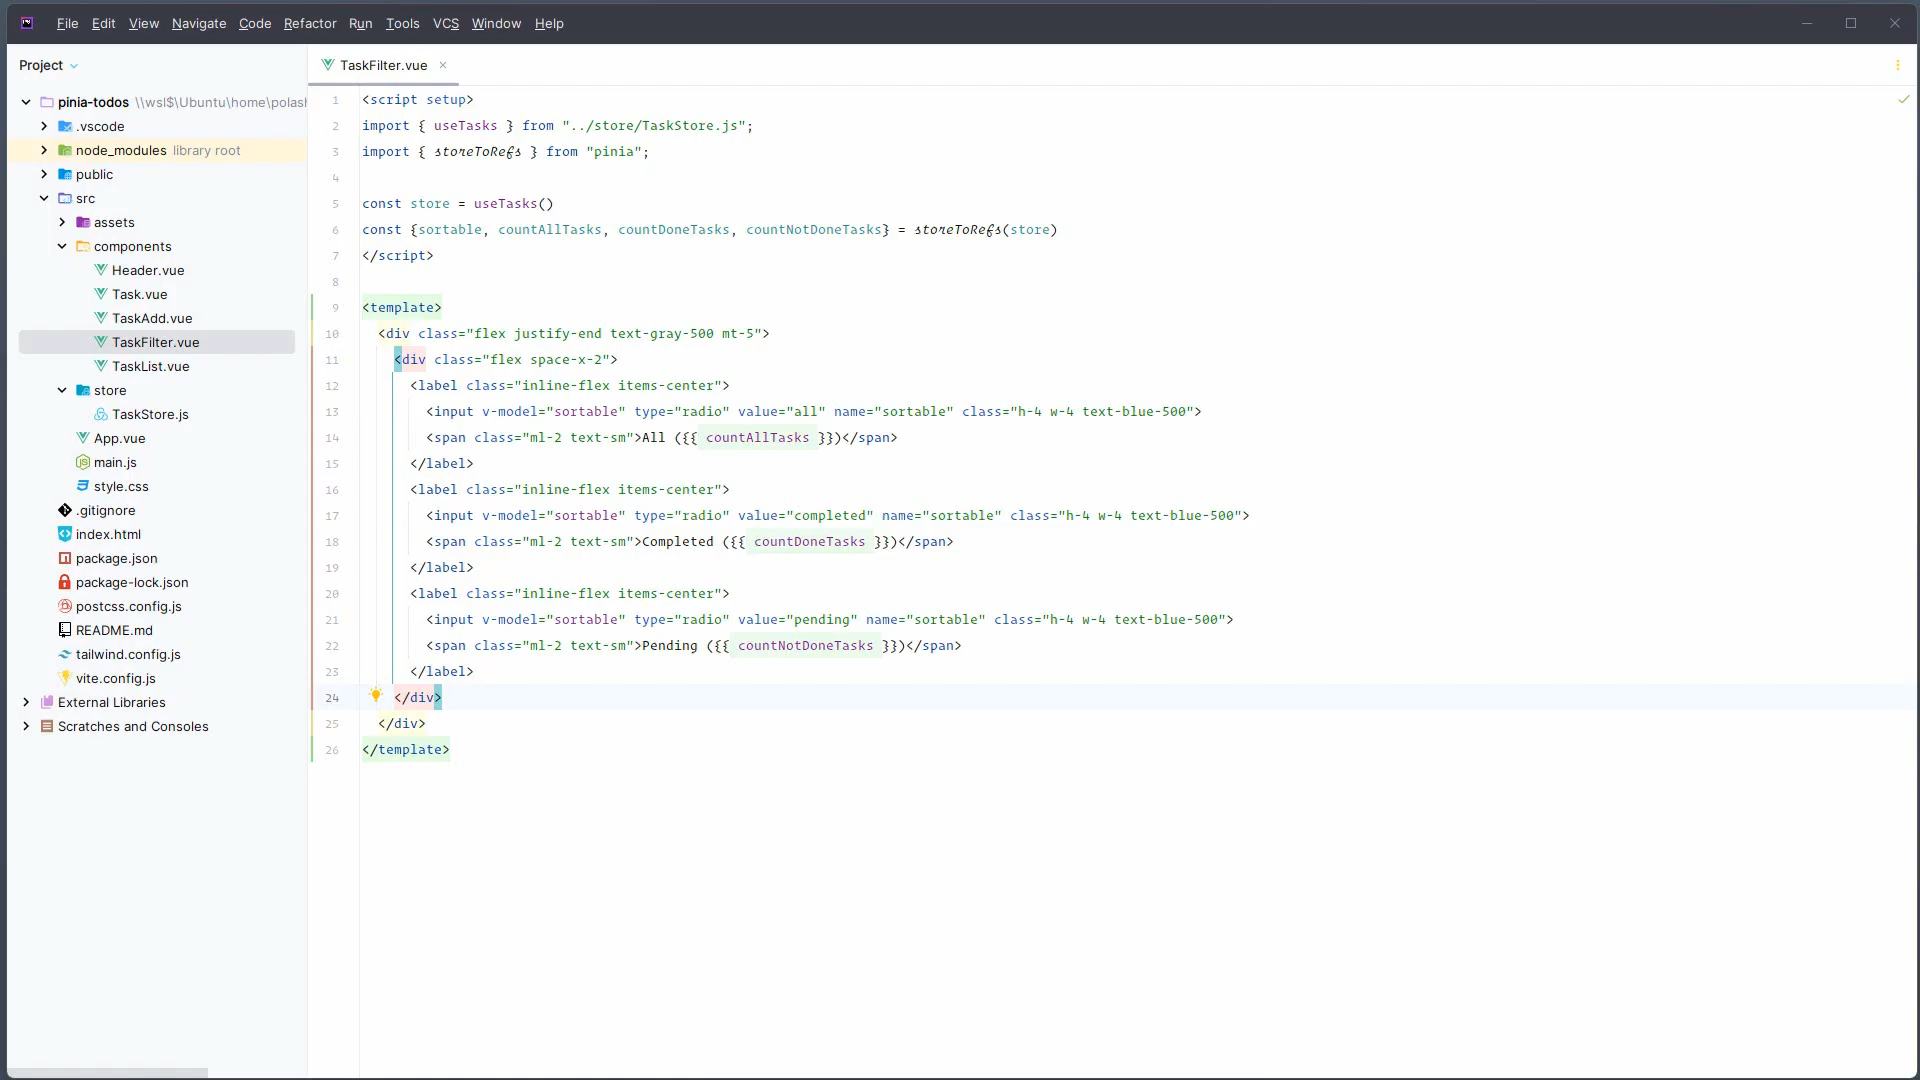 File Edit View Navigate Code Refactor Run Tools VCS Window Help
Project
pinia-todos \\wsl$\Ubuntu\home\polash
.vscode
node_modules library root
public
src
assets
components
Header.vue
Task.vue
TaskAdd.vue
TaskFilter.vue
TaskList.vue
store
TaskStore.js
App.vue
main.js
style.css
.gitignore
index.html
package.json
package-lock.json
postcss.config.js
README.md
tailwind.config.js
vite.config.js
External Libraries
Scratches and Consoles
TaskFilter.vue
1 <script setup>
2 import { useTasks } from "../store/TaskStore.js";
3 import { storeToRefs } from "pinia";
4
5 const store = useTasks()
6 const {sortable, countAllTasks, countDoneTasks, countNotDoneTasks} = storeToRefs(store)
7 </script>
8
9 <template>
10 <div class="flex justify-end text-gray-500 mt-5">
11 <div class="flex space-x-2">
12 <label class="inline-flex items-center">
13 <input v-model="sortable" type="radio" value="all" name="sortable" class="h-4 w-4 text-blue-500">
14 <span class="ml-2 text-sm">All ({{ countAllTasks }})</span>
15 </label>
16 <label class="inline-flex items-center">
17 <input v-model="sortable" type="radio" value="completed" name="sortable" class="h-4 w-4 text-blue-500">
18 <span class="ml-2 text-sm">Completed ({{ countDoneTasks }})</span>
19 </label>
20 <label class="inline-flex items-center">
21 <input v-model="sortable" type="radio" value="pending" name="sortable" class="h-4 w-4 text-blue-500">
22 <span class="ml-2 text-sm">Pending ({{ countNotDoneTasks }})</span>
23 </label>
24 </div>
25 </div>
26 </template>